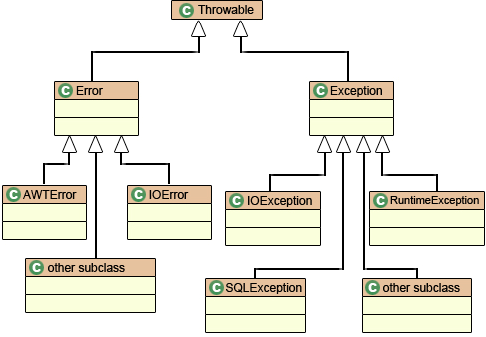 C Throwable
C Error
C Exception
C AWTError
C IOError
C IOException
C RuntimeException
C other subclass
C SQLException
C other subclass